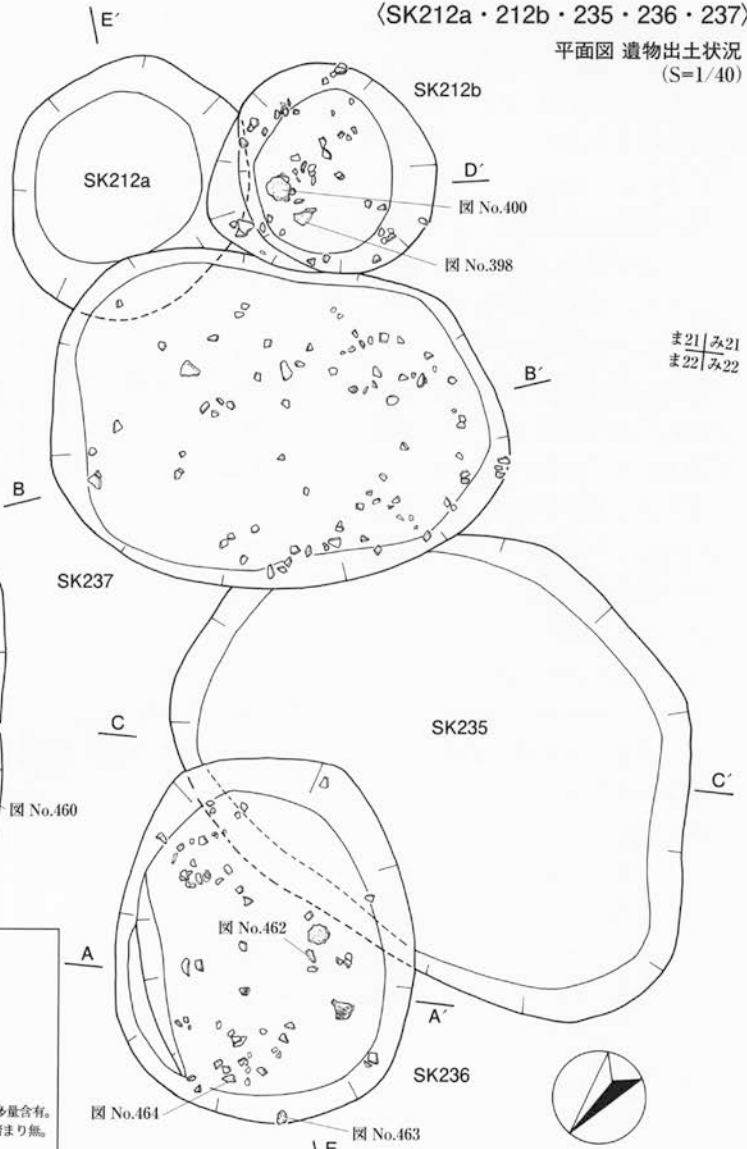 〈SK212a・212b・235・236・237〉
平面図 遺物出土状況
(S=1/40)
E′
SK212b
SK212a
D′
図 No.400
図 No.398
ま21 み21
ま22 み22
B′
B
SK237
C
SK235
C′
図 No.460
図 No.462
A
A′
SK236
多量含有。
図 No.464
まり無。
図 No.463
E